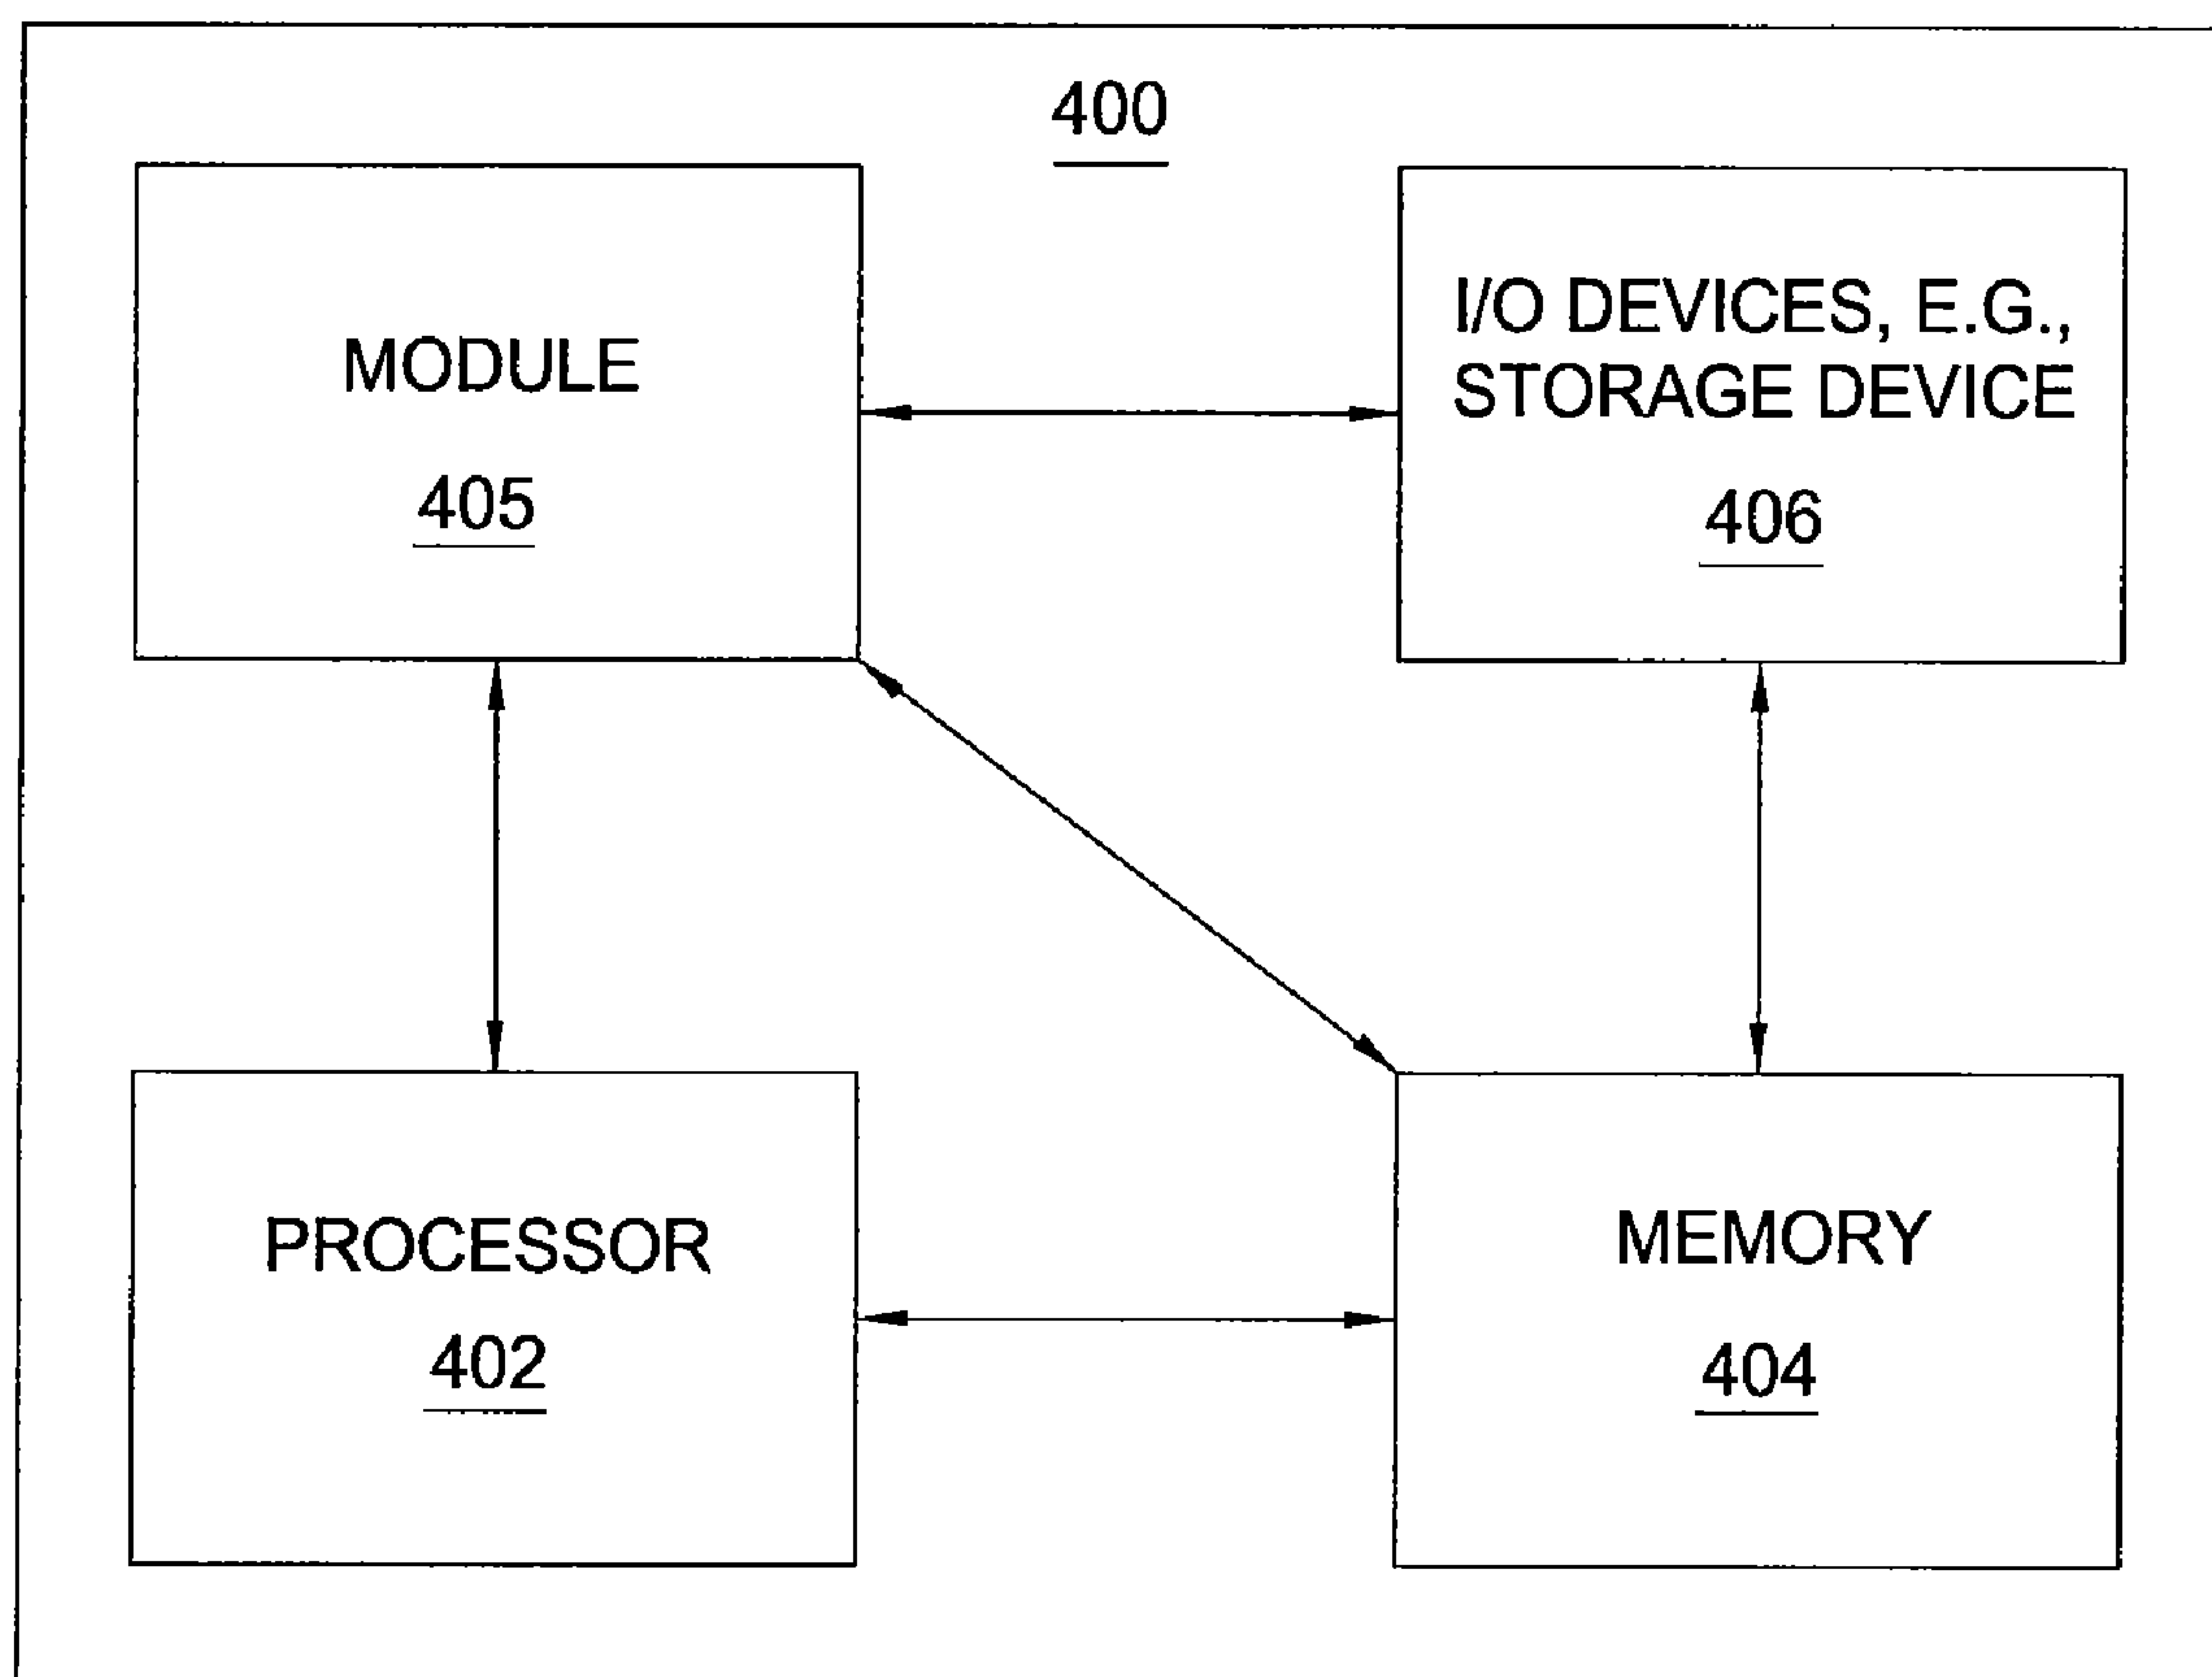 400
MODULE
405
I/O DEVICES, E.G.,
STORAGE DEVICE
406
PROCESSOR
402
MEMORY
404